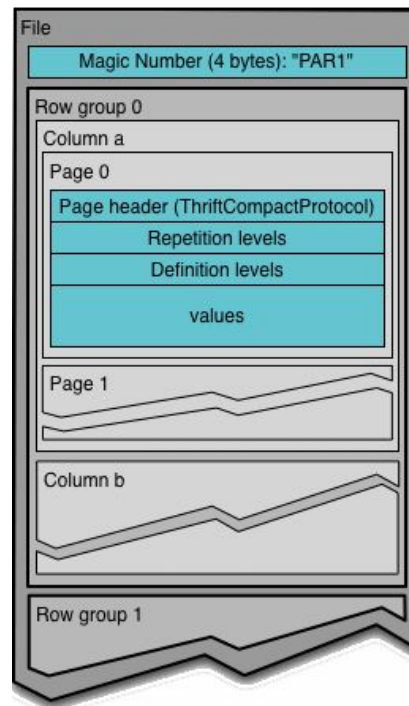 File
Magic Number (4 bytes): "PAR1"
Row group 0
Column a
Page 0
Page header (ThriftCompactProtocol)
Repetition levels
Definition levels
values
Page 1
Column b
Row group 1